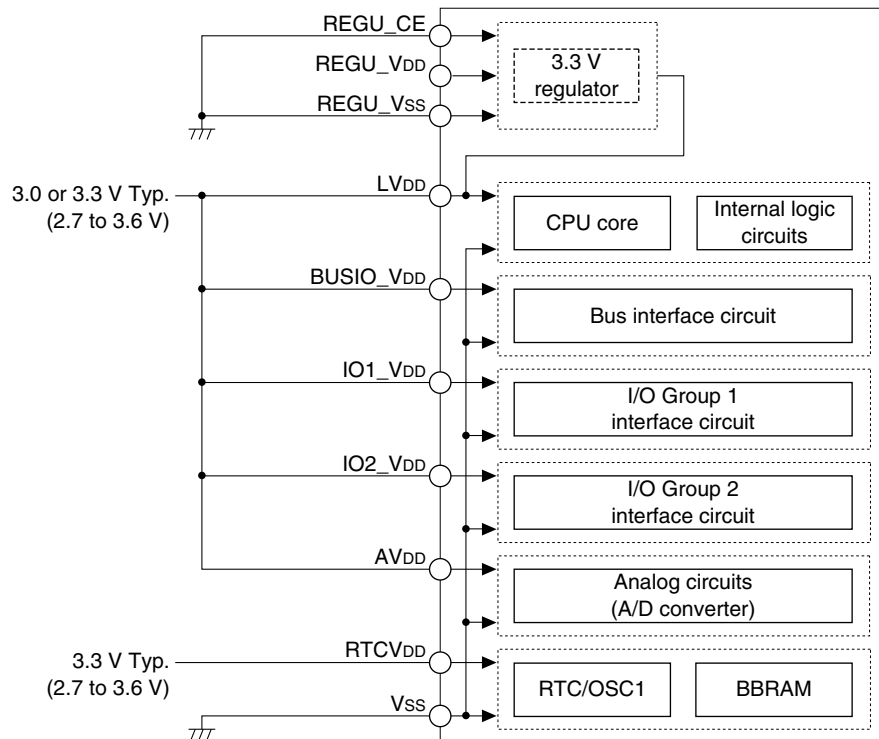 REGU_CE
REGU_VDD
REGU_VSS
3.3 V
regulator
3.0 or 3.3 V Typ.
(2.7 to 3.6 V)
LVDD
CPU core
Internal logic
circuits
BUSIO_VDD
Bus interface circuit
IO1_VDD
I/O Group 1
interface circuit
IO2_VDD
I/O Group 2
interface circuit
AVDD
Analog circuits
(A/D converter)
3.3 V Typ.
(2.7 to 3.6 V)
RTCVDD
RTC/OSC1
BBRAM
VSS